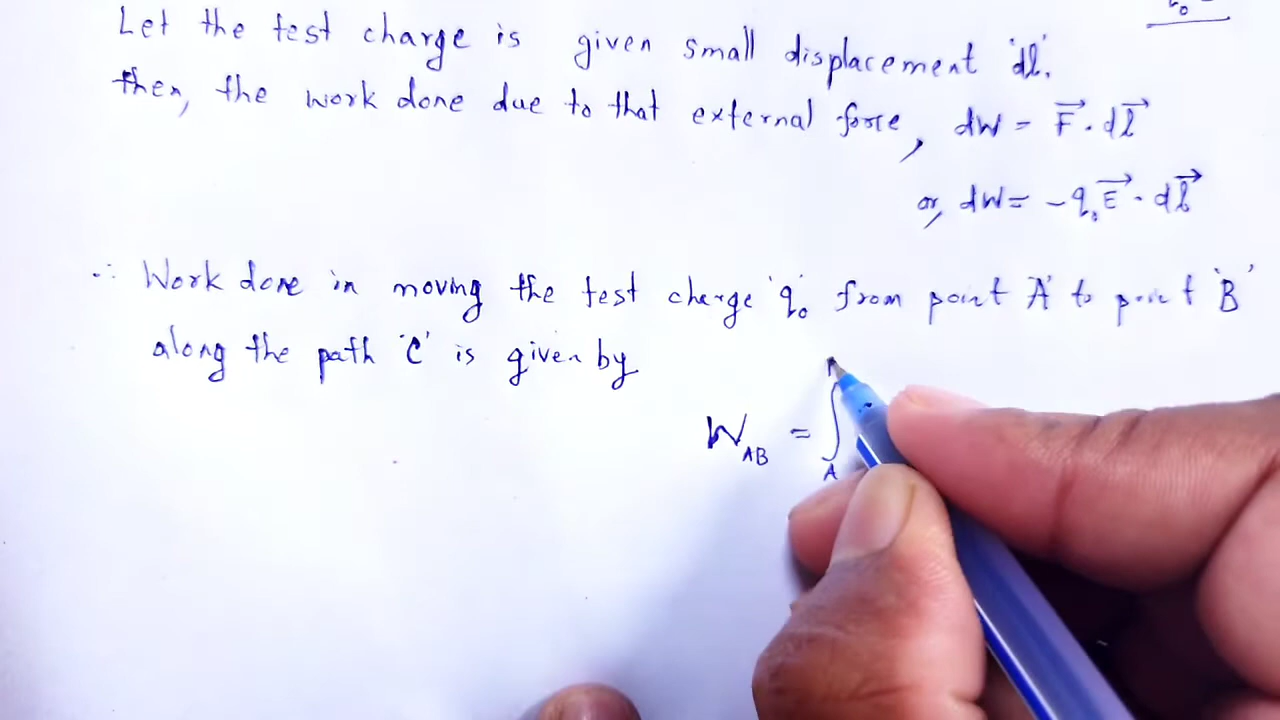 Let the test charge is given small displacement 'dl'.
then, the work done due to that external force, dW = F⃗ . dl⃗
or, dW = -q₀E⃗ . dl⃗
∴ Work done in moving the test charge 'q₀' from point 'A' to point 'B'
along the path 'C' is given by
W_AB = ∫_A